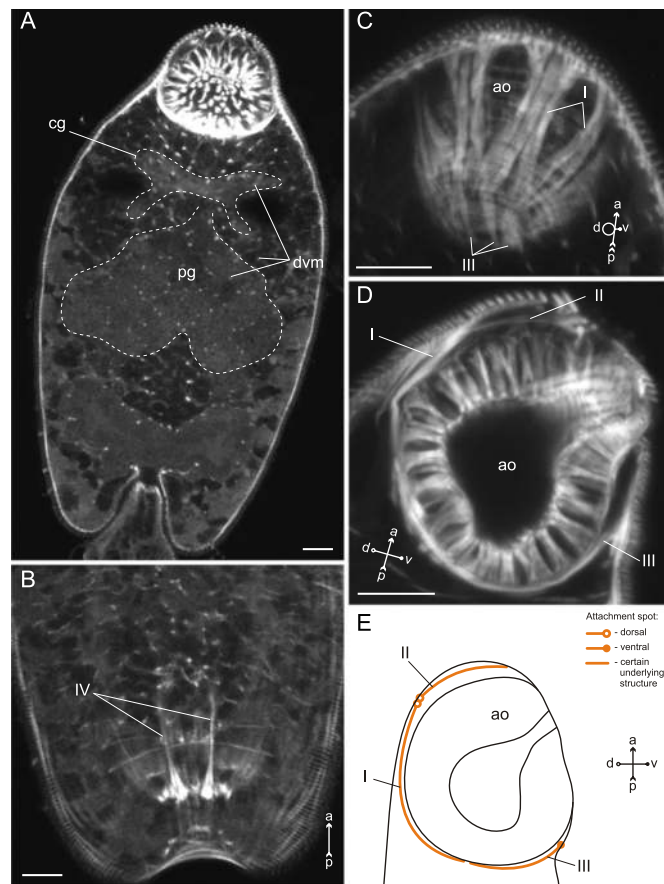 A
cg
dvm
pg
B
IV
a
p
C
ao
I
d
a
v
p
III
D
II
I
ao
a
d
v
p
III
E
Attachment spot:
- dorsal
- ventral
- certain
underlying
structure
II
ao
a
d
v
p
I
III